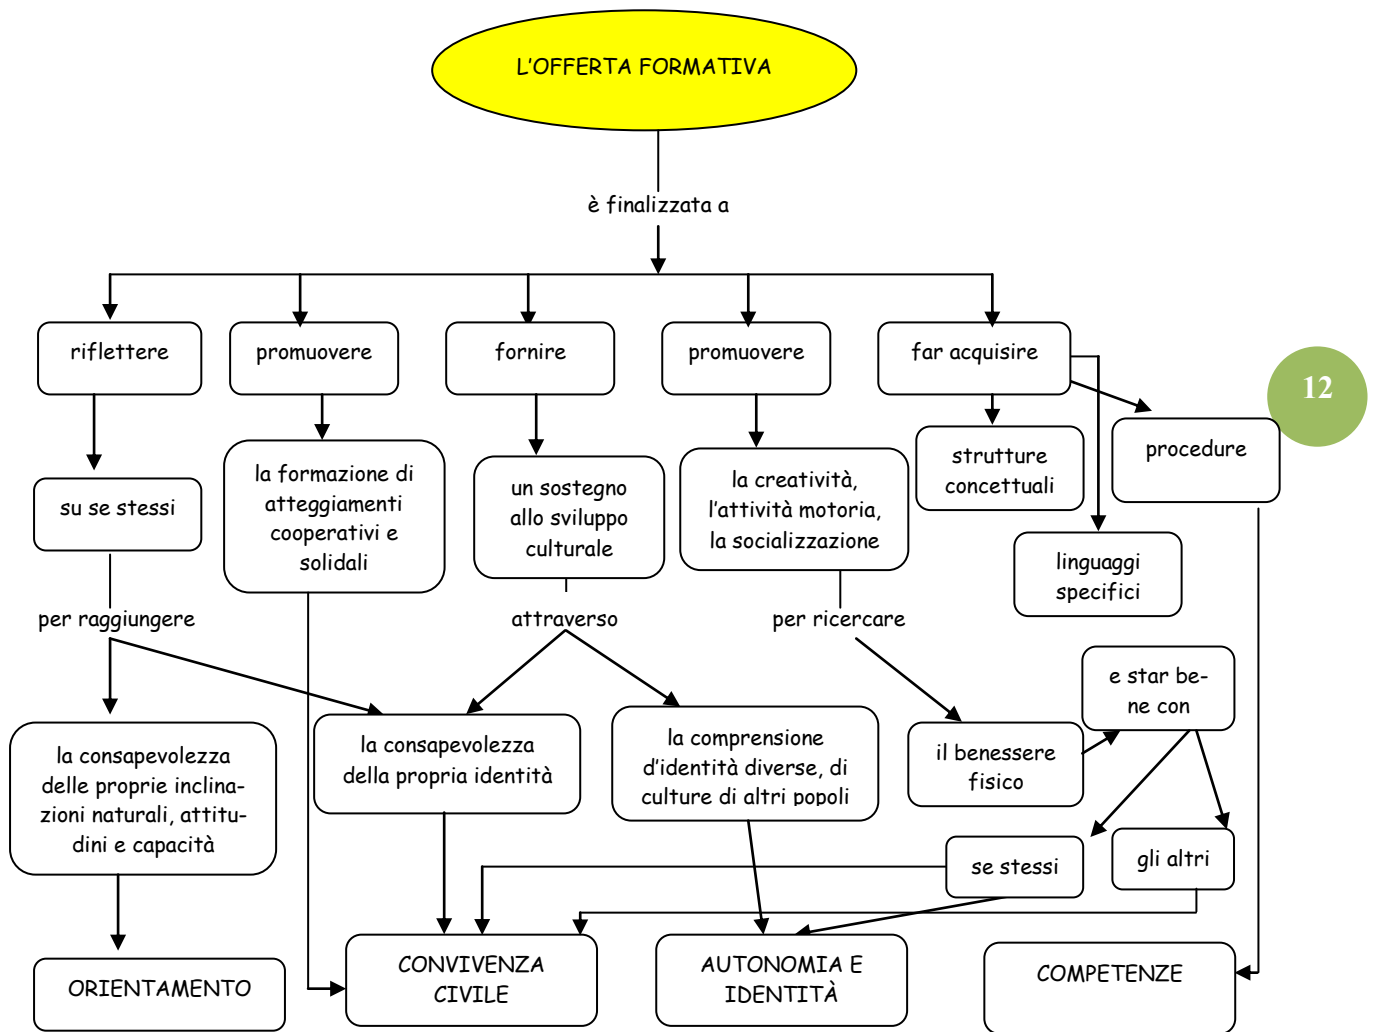 L'OFFERTA FORMATIVA
è finalizzata a
riflettere
promuovere
fornire
promuovere
far acquisire
12
su se stessi
la formazione di
atteggiamenti
cooperativi e
solidali
un sostegno
allo sviluppo
culturale
la creatività,
l'attività motoria,
la socializzazione
strutture
concettuali
procedure
linguaggi
specifici
per raggiungere
attraverso
per ricercare
la consapevolezza
delle proprie inclina-
zioni naturali, attitu-
dini e capacità
la consapevolezza
della propria identità
la comprensione
d'identità diverse, di
culture di altri popoli
il benessere
fisico
e star be-
ne con
se stessi
gli altri
ORIENTAMENTO
CONVIVENZA
CIVILE
AUTONOMIA E
IDENTITÀ
COMPETENZE